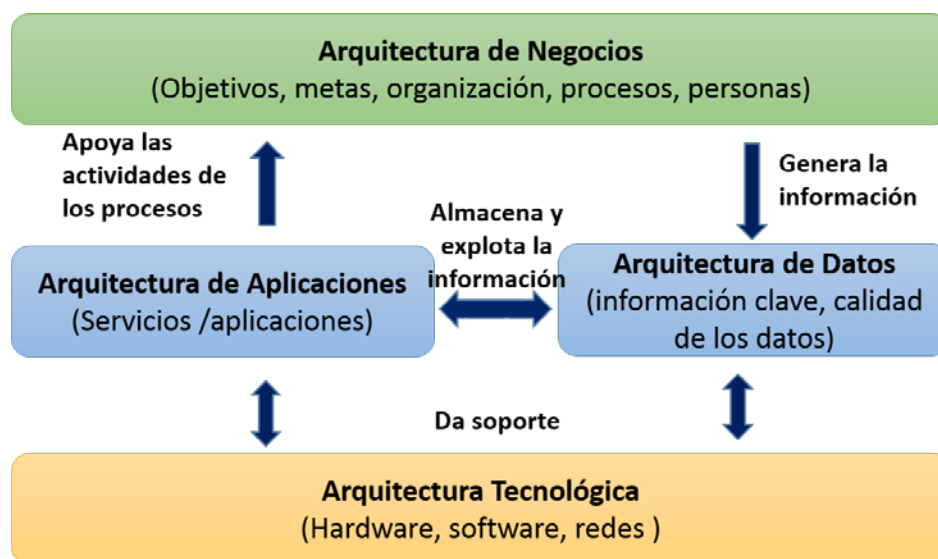 Arquitectura de Negocios
(Objetivos, metas, organización, procesos, personas)
Apoya las
actividades de
los procesos
Genera la
información
Almacena y
explota la
información
Arquitectura de Aplicaciones
(Servicios /aplicaciones)
Arquitectura de Datos
(información clave, calidad
de los datos)
Da soporte
Arquitectura Tecnológica
(Hardware, software, redes )